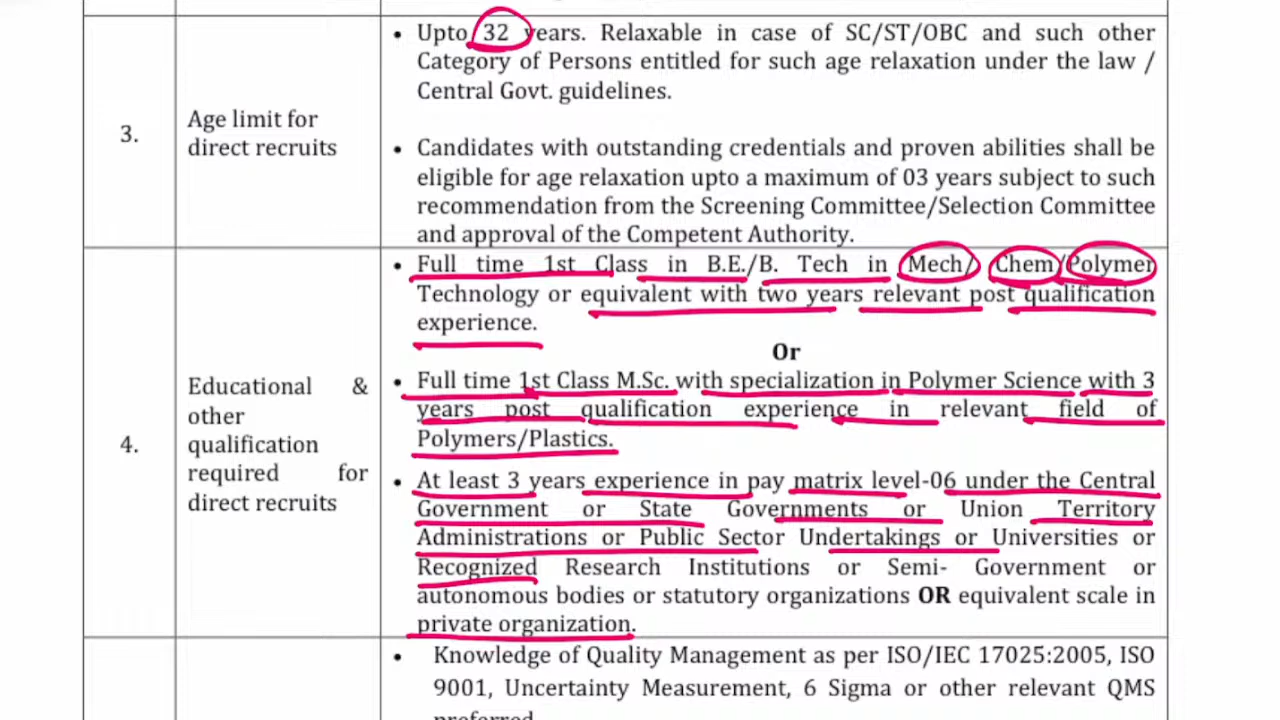 • Upto 32 years. Relaxable in case of SC/ST/OBC and such other
Category of Persons entitled for such age relaxation under the law /
Central Govt. guidelines.
3.
Age limit for
direct recruits
• Candidates with outstanding credentials and proven abilities shall be
eligible for age relaxation upto a maximum of 03 years subject to such
recommendation from the Screening Committee/Selection Committee
and approval of the Competent Authority.
• Full time 1st Class in B.E./B. Tech in Mech/ Chem/Polymer
Technology or equivalent with two years relevant post qualification
experience.
Or
4.
Educational &
other
qualification
required for
direct recruits
• Full time 1st Class M.Sc. with specialization in Polymer Science with 3
years post qualification experience in relevant field of
Polymers/Plastics.
• At least 3 years experience in pay matrix level-06 under the Central
Government or State Governments or Union Territory
Administrations or Public Sector Undertakings or Universities or
Recognized Research Institutions or Semi- Government or
autonomous bodies or statutory organizations OR equivalent scale in
private organization.
• Knowledge of Quality Management as per ISO/IEC 17025:2005, ISO
9001, Uncertainty Measurement, 6 Sigma or other relevant QMS
preferred